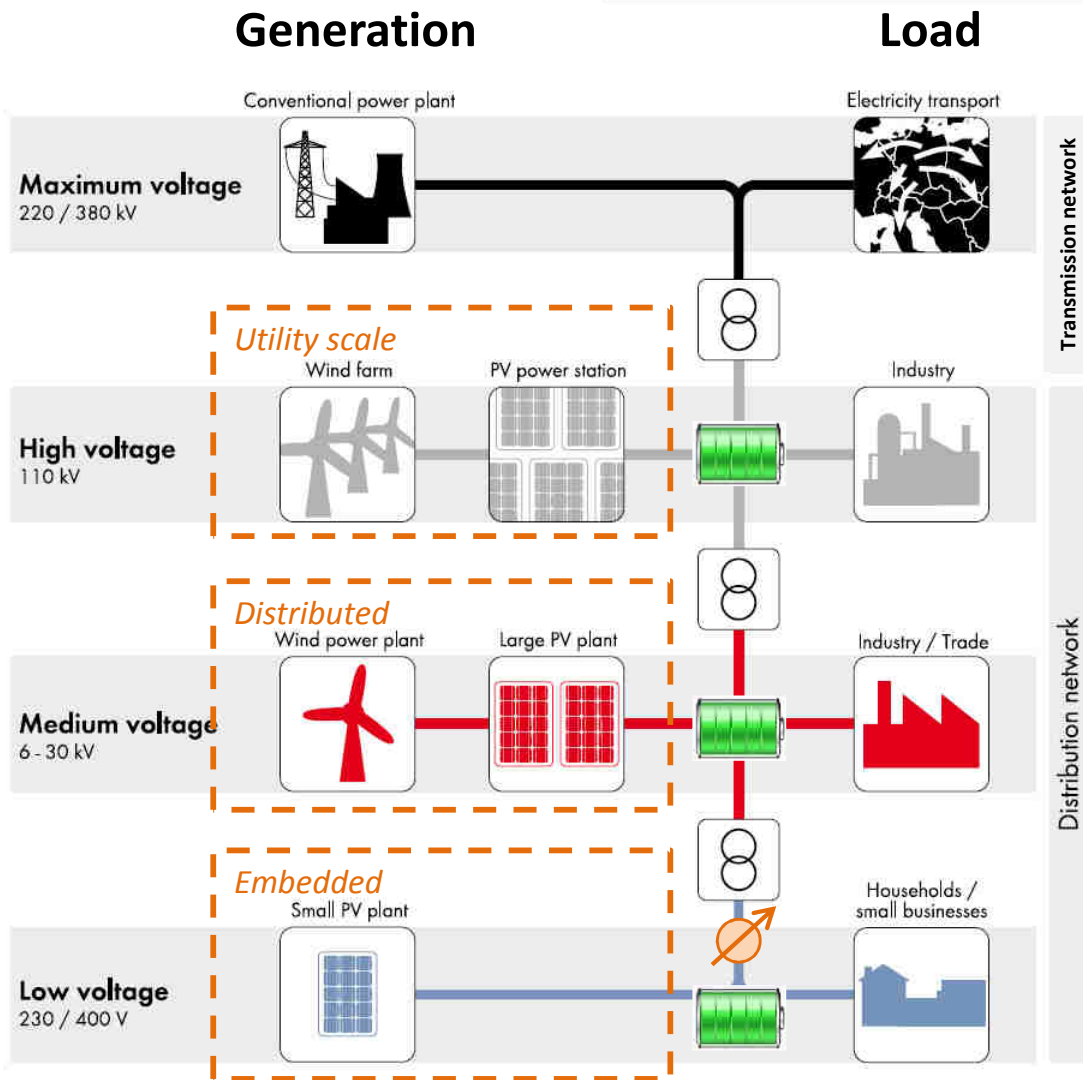 Generation
Load
Conventional power plant
Electricity transport
Maximum voltage
220 / 380 kV
Transmission network
Utility scale
Wind farm
PV power station
Industry
High voltage
110 kV
Distributed
Wind power plant
Large PV plant
Industry / Trade
Medium voltage
6 - 30 kV
Distribution network
Embedded
Small PV plant
Households /
small businesses
Low voltage
230 / 400 V